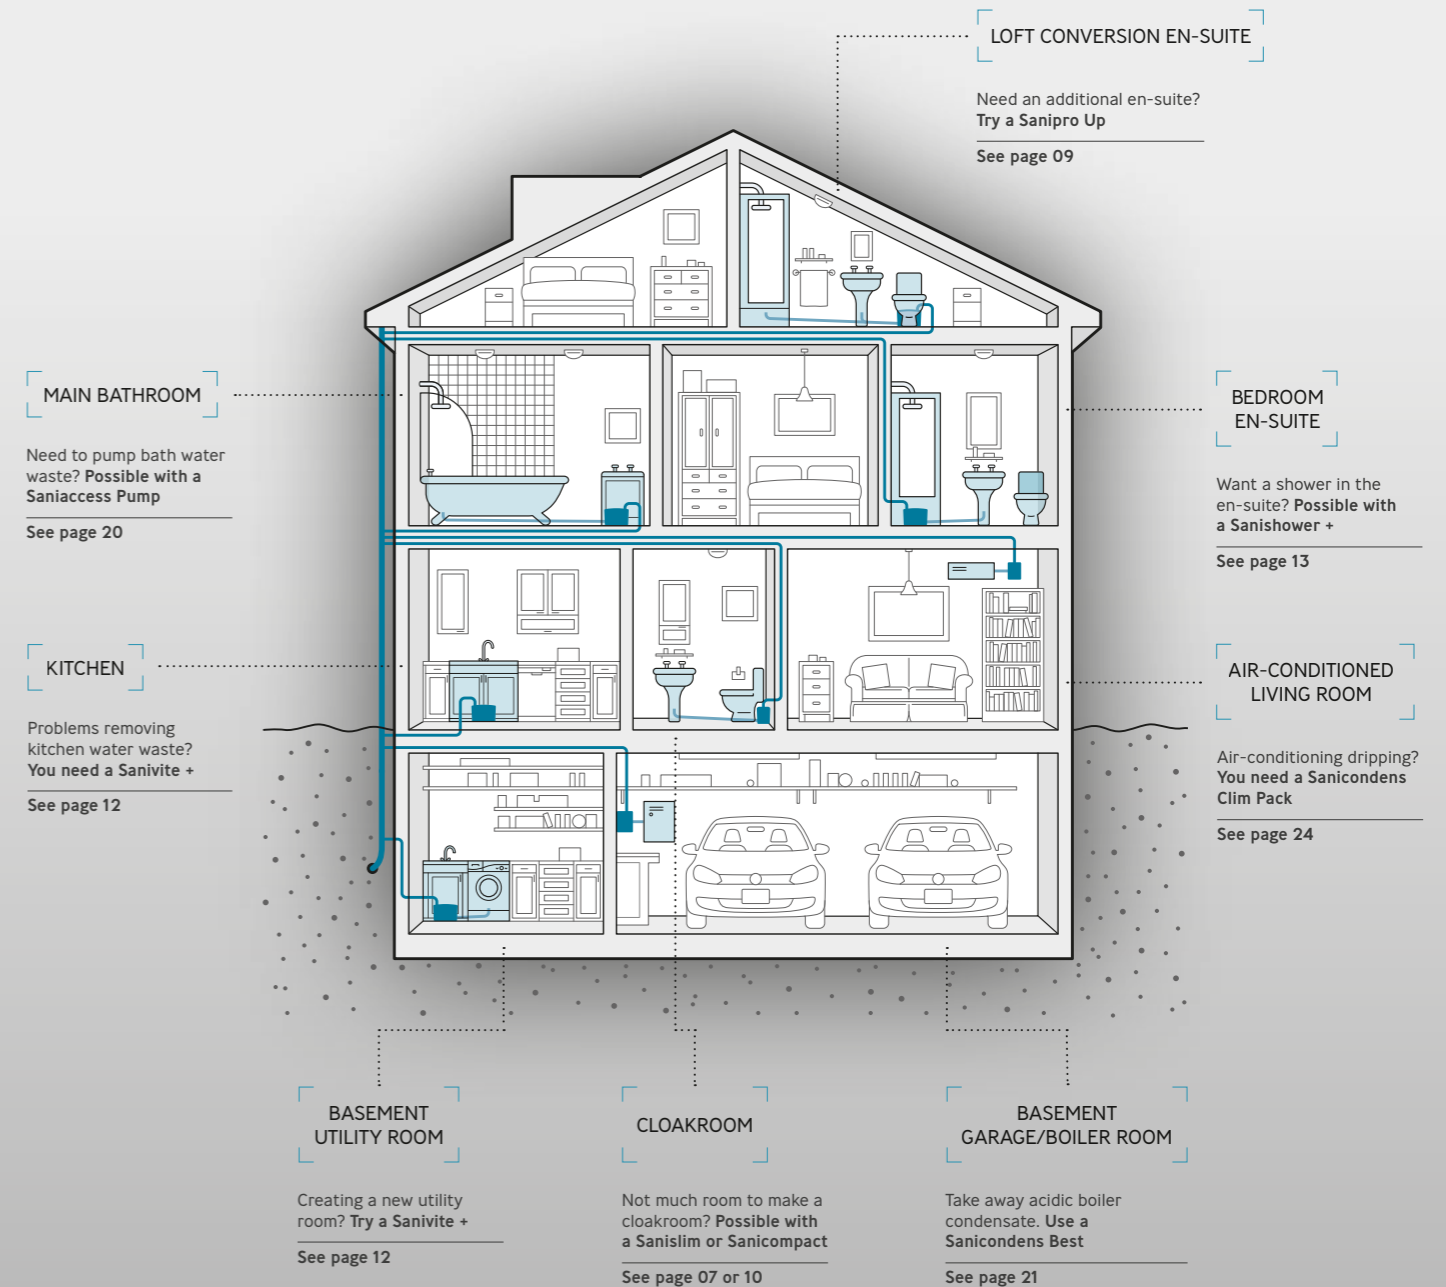 LOFT CONVERSION EN-SUITE
Need an additional en-suite?
Try a Sanipro Up
See page 09
MAIN BATHROOM
Need to pump bath water
waste? Possible with a
Saniaccess Pump
See page 20
BEDROOM
EN-SUITE
Want a shower in the
en-suite? Possible with
a Sanishower +
See page 13
KITCHEN
Problems removing
kitchen water waste?
You need a Sanivite +
See page 12
AIR-CONDITIONED
LIVING ROOM
Air-conditioning dripping?
You need a Sanicondens
Clim Pack
See page 24
BASEMENT
UTILITY ROOM
Creating a new utility
room? Try a Sanivite +
See page 12
CLOAKROOM
Not much room to make a
cloakroom? Possible with
a Sanislim or Sanicompact
See page 07 or 10
BASEMENT
GARAGE/BOILER ROOM
Take away acidic boiler
condensate. Use a
Sanicondens Best
See page 21